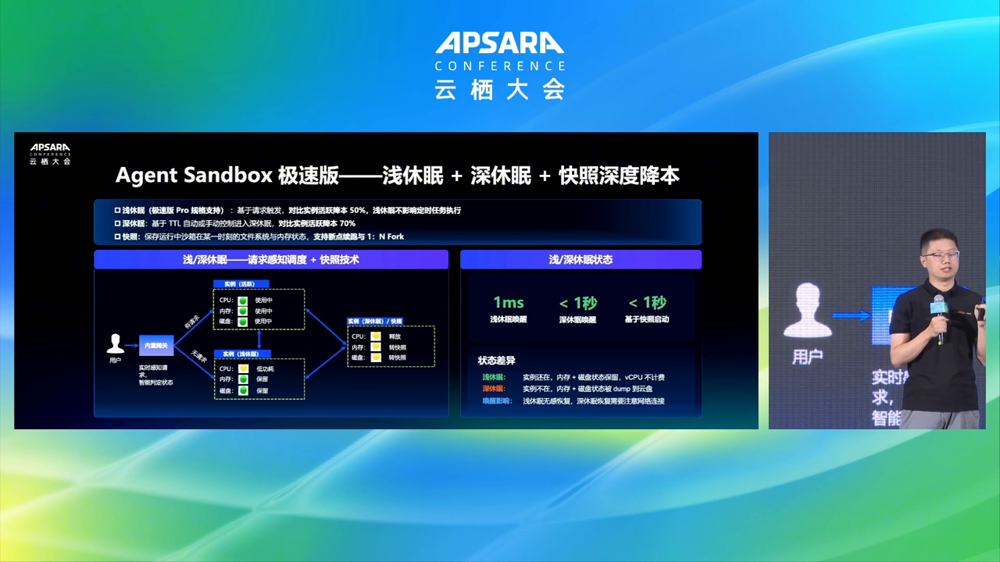 APSARA
CONFERENCE
云栖大会
APSARA
CONFERENCE
云栖大会
Agent Sandbox 极速版——浅休眠 + 深休眠 + 快照深度降本
浅休眠（极速版 Pro 规格支持）：基于请求触发，对比实例活跃降本 50%，浅休眠不影响定时任务执行
深休眠：基于 TTL 自动或手动控制进入深休眠，对比实例活跃降本 70%
快照：保存运行中沙箱在某一时刻的文件系统与内存状态，支持断点续跑与 1：N Fork
浅/深休眠——请求感知调度 + 快照技术
实例（活跃）
CPU： 使用中
内存： 使用中
磁盘： 使用中
有请求
用户
内置网关
实时感知请求，
智能判定状态
无请求
实例（浅休眠）
CPU： 低功耗
内存： 保留
磁盘： 保留
实例（深休眠）/ 快照
CPU： 释放
内存： 转快照
磁盘： 转快照
浅/深休眠状态
1ms
浅休眠唤醒
< 1秒
深休眠唤醒
< 1秒
基于快照启动
状态差异
浅休眠： 实例还在，内存 + 磁盘状态保留，vCPU 不计费
深休眠： 实例不在，内存 + 磁盘状态被 dump 到云盘
唤醒影响： 浅休眠无感恢复，深休眠恢复需要注意网络连接
用户
实时
求，
智能